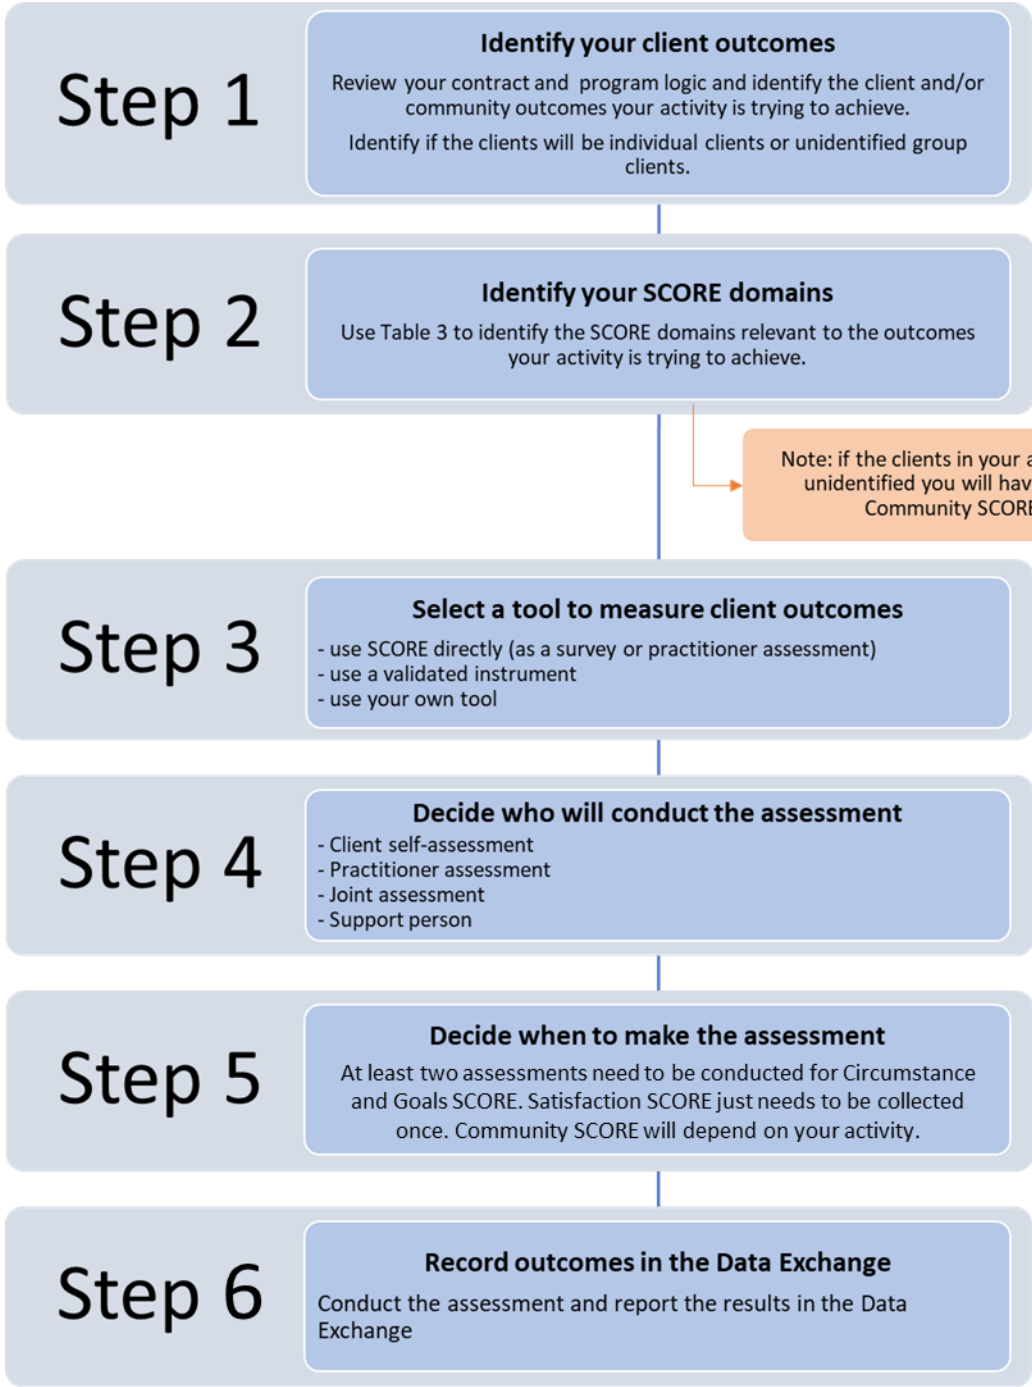 Step 1
Identify your client outcomes
Review your contract and program logic and identify the client and/or
community outcomes your activity is trying to achieve.
Identify if the clients will be individual clients or unidentified group
clients.
Step 2
Identify your SCORE domains
Use Table 3 to identify the SCORE domains relevant to the outcomes
your activity is trying to achieve.
Note: if the clients in your
unidentified you will
Community SCORE
Step 3
Select a tool to measure client outcomes
- use SCORE directly (as a survey or practitioner assessment)
- use a validated instrument
- use your own tool
Step 4
Decide who will conduct the assessment
- Client self-assessment
- Practitioner assessment
- Joint assessment
- Support person
Step 5
Decide when to make the assessment
At least two assessments need to be conducted for Circumstance
and Goals SCORE. Satisfaction SCORE just needs to be collected
once. Community SCORE will depend on your activity.
Step 6
Record outcomes in the Data Exchange
Conduct the assessment and report the results in the Data
Exchange